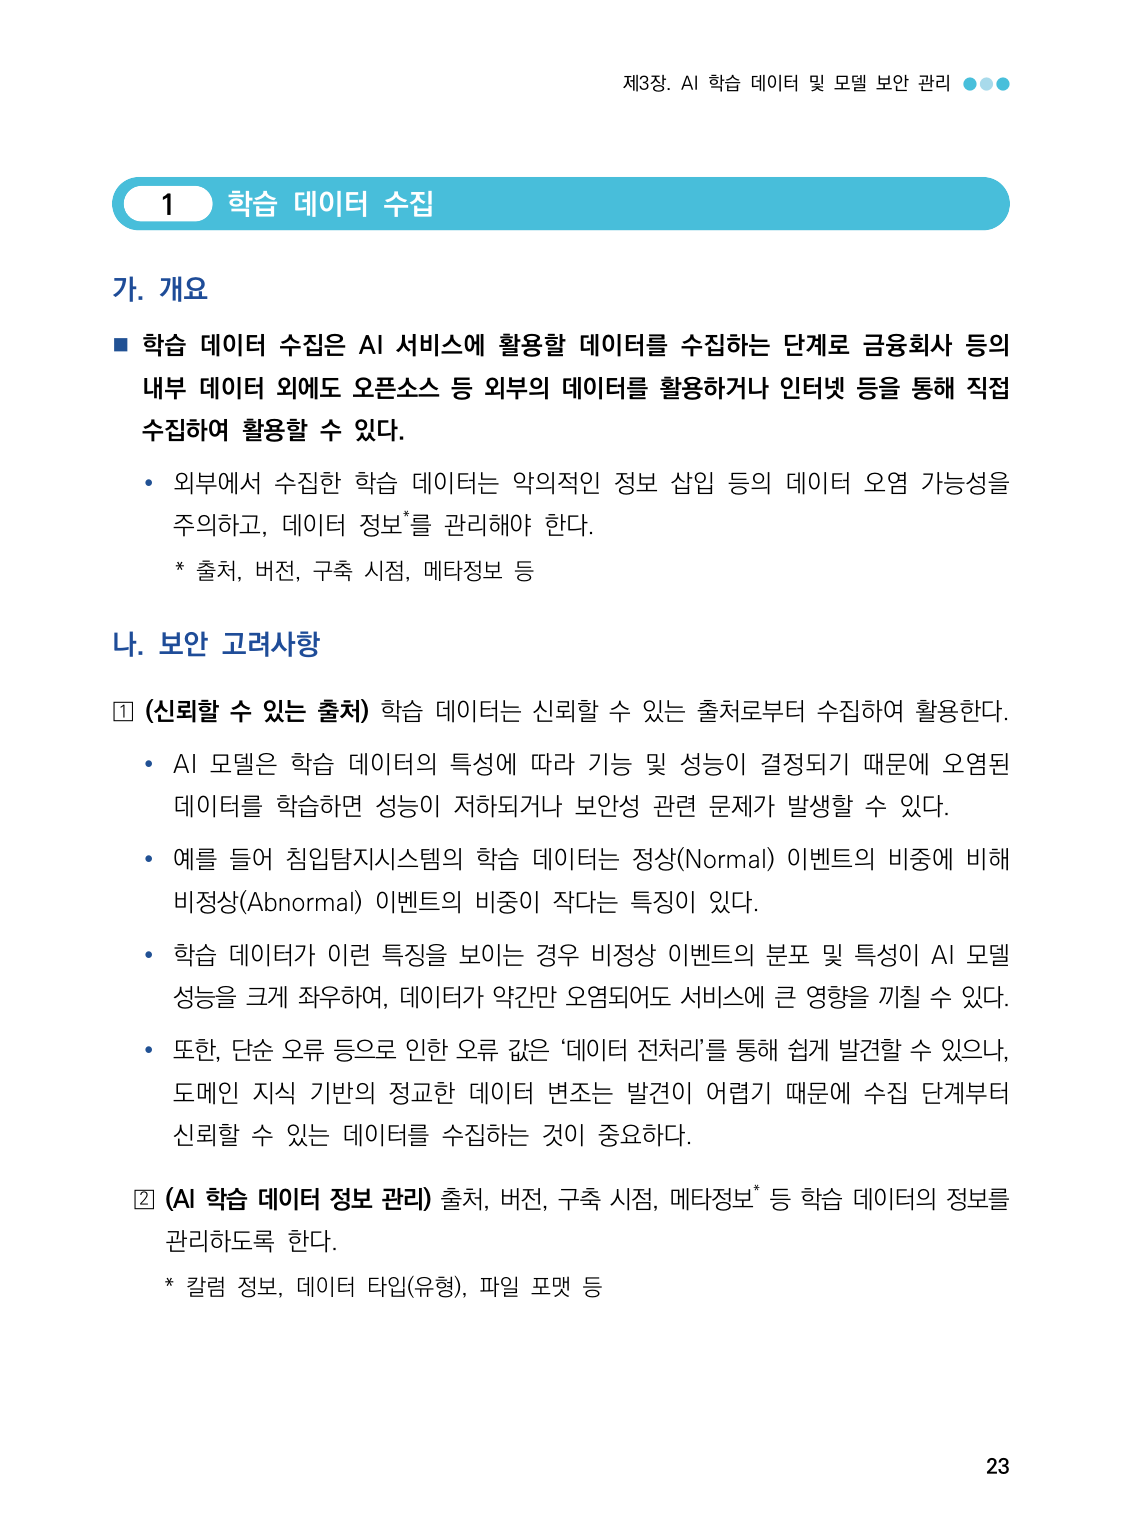 제3장. AI 학습 데이터 및 모델 보안 관리
1 학습 데이터 수집
가. 개요
■ 학습 데이터 수집은 AI 서비스에 활용할 데이터를 수집하는 단계로 금융회사 등의
내부 데이터 외에도 오픈소스 등 외부의 데이터를 활용하거나 인터넷 등을 통해 직접
수집하여 활용할 수 있다.
• 외부에서 수집한 학습 데이터는 악의적인 정보 삽입 등의 데이터 오염 가능성을
주의하고, 데이터 정보*를 관리해야 한다.
* 출처, 버전, 구축 시점, 메타정보 등
나. 보안 고려사항
1 (신뢰할 수 있는 출처) 학습 데이터는 신뢰할 수 있는 출처로부터 수집하여 활용한다.
• AI 모델은 학습 데이터의 특성에 따라 기능 및 성능이 결정되기 때문에 오염된
데이터를 학습하면 성능이 저하되거나 보안성 관련 문제가 발생할 수 있다.
• 예를 들어 침입탐지시스템의 학습 데이터는 정상(Normal) 이벤트의 비중에 비해
비정상(Abnormal) 이벤트의 비중이 작다는 특징이 있다.
• 학습 데이터가 이런 특징을 보이는 경우 비정상 이벤트의 분포 및 특성이 AI 모델
성능을 크게 좌우하여, 데이터가 약간만 오염되어도 서비스에 큰 영향을 끼칠 수 있다.
• 또한, 단순 오류 등으로 인한 오류 값은 ‘데이터 전처리’를 통해 쉽게 발견할 수 있으나,
도메인 지식 기반의 정교한 데이터 변조는 발견이 어렵기 때문에 수집 단계부터
신뢰할 수 있는 데이터를 수집하는 것이 중요하다.
2 (AI 학습 데이터 정보 관리) 출처, 버전, 구축 시점, 메타정보* 등 학습 데이터의 정보를
관리하도록 한다.
* 칼럼 정보, 데이터 타입(유형), 파일 포맷 등
23